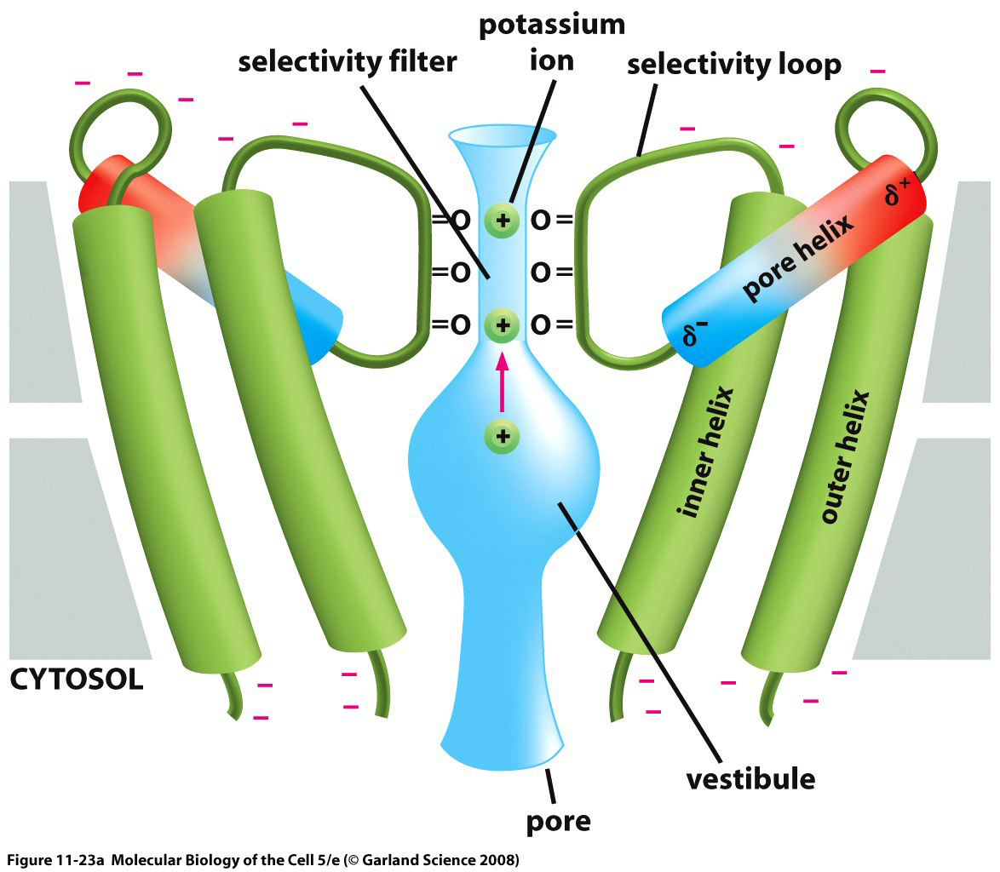 potassium
ion
selectivity filter
selectivity loop
− − − − −
− − −
δ+
pore helix
δ−
=O + O=
=O O=
=O + O=
+
inner helix
outer helix
CYTOSOL
− − − −
− − − − −
vestibule
pore
Figure 11-23a Molecular Biology of the Cell 5/e (© Garland Science 2008)